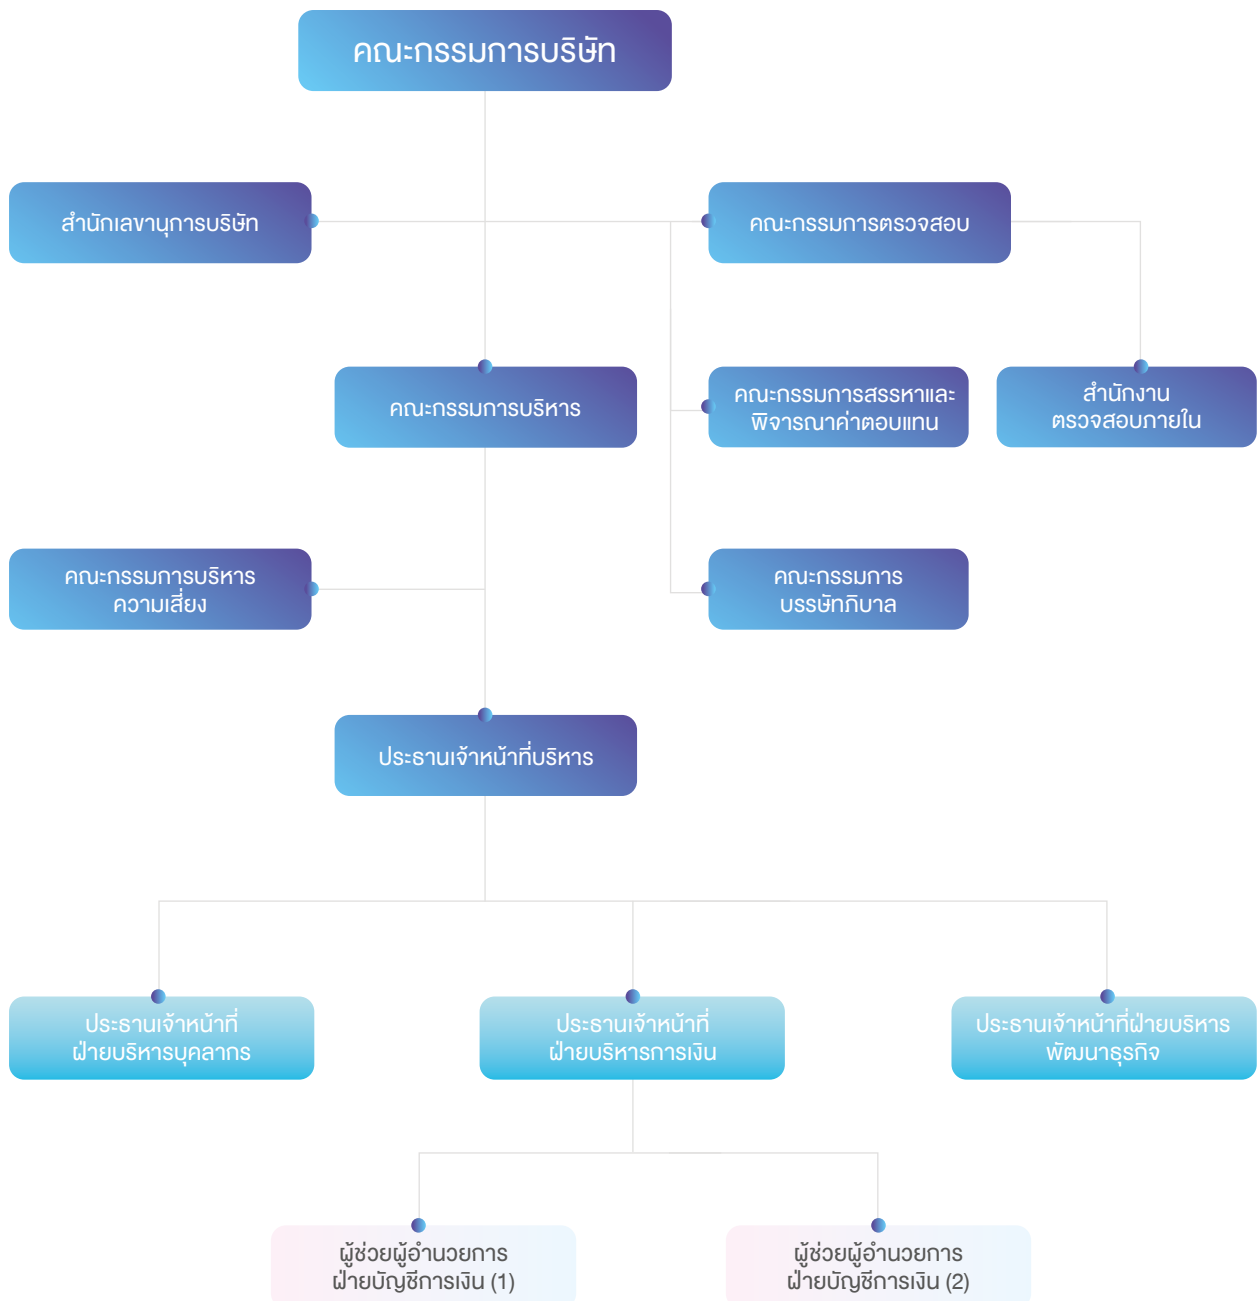 คณะกรรมการบริษัท
สำนักเลขานุการบริษัท
คณะกรรมการตรวจสอบ
คณะกรรมการบริหาร
คณะกรรมการสรรหาและ
พิจารณาค่าตอบแทน
สำนักงาน
ตรวจสอบภายใน
คณะกรรมการบริหาร
ความเสี่ยง
คณะกรรมการ
บรรษัทภิบาล
ประธานเจ้าหน้าที่บริหาร
ประธานเจ้าหน้าที่
ฝ่ายบริหารบุคลากร
ประธานเจ้าหน้าที่
ฝ่ายบริหารการเงิน
ประธานเจ้าหน้าที่ฝ่ายบริหาร
พัฒนาธุรกิจ
ผู้ช่วยผู้อำนวยการ
ฝ่ายบัญชีการเงิน (1)
ผู้ช่วยผู้อำนวยการ
ฝ่ายบัญชีการเงิน (2)